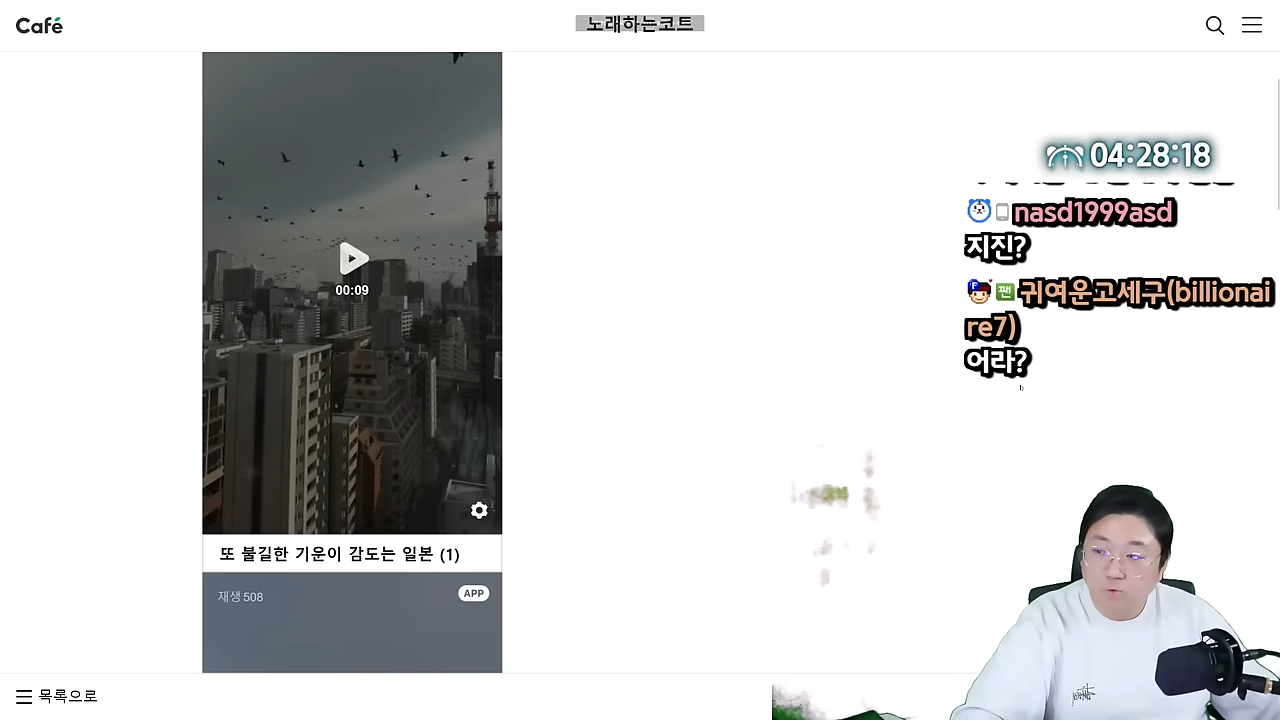 Café
노래하는코트
04:28:18
nasd1999asd
지진?
F 팬 귀여운고세구(billionai
re7)
어라?
00:09
또 불길한 기운이 감도는 일본 (1)
재생 508
APP
목록으로